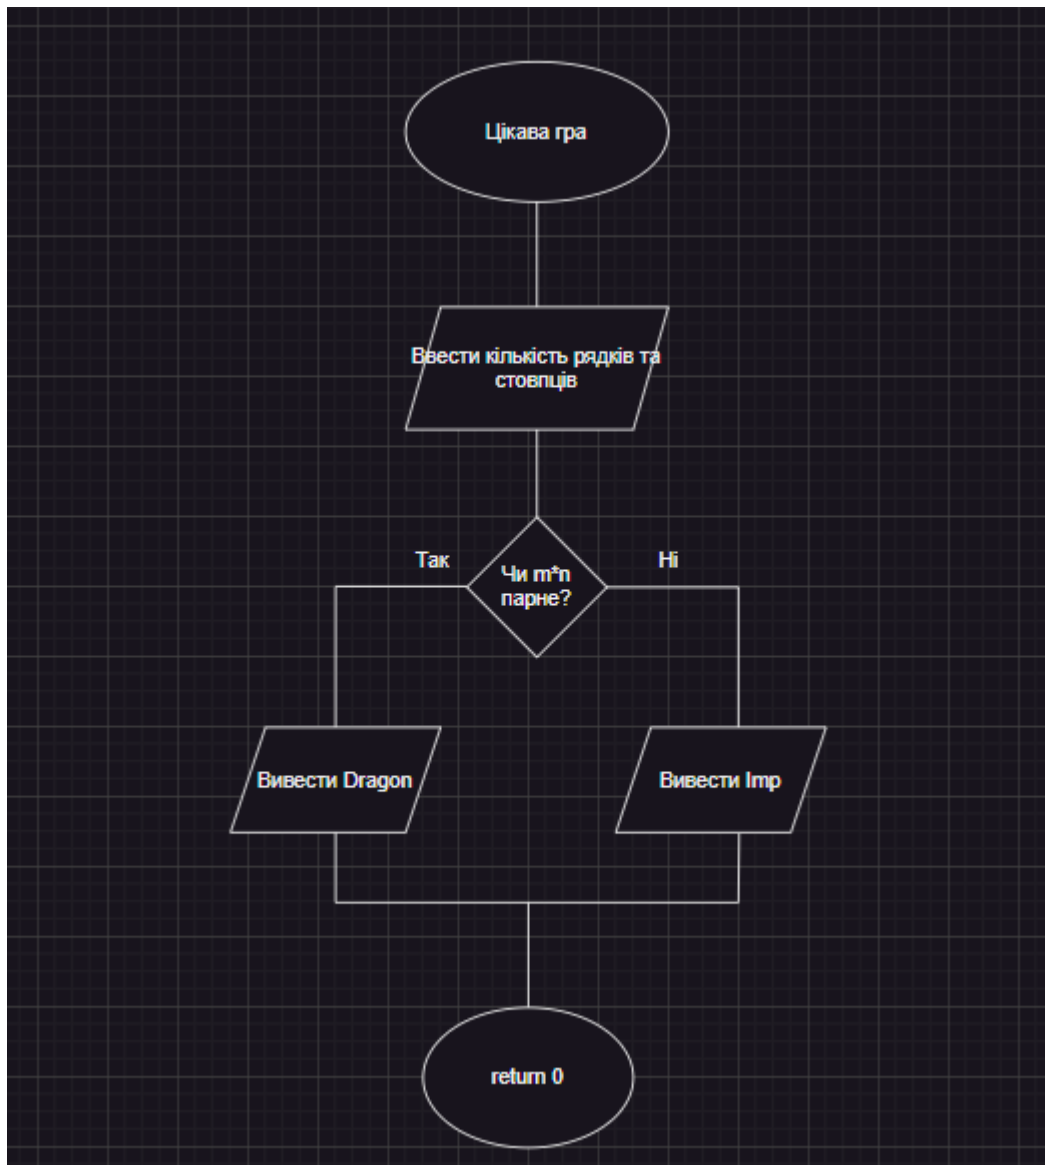 Цікава гра
Ввести кількість рядків та
стовпців
Так
Ні
Чи m*n
парне?
Вивести Dragon
Вивести Imp
return 0